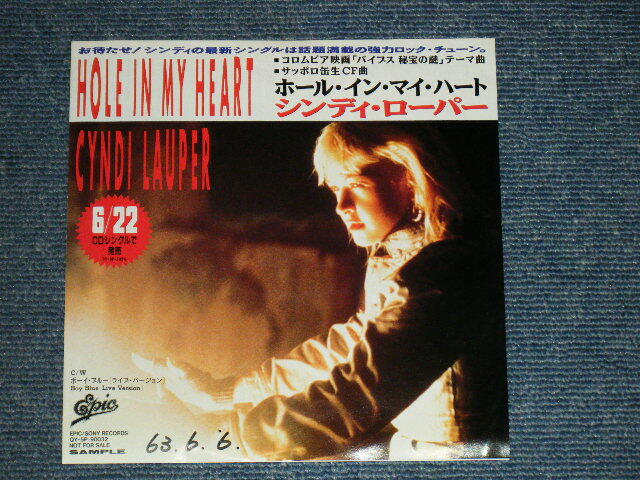 お待たせ! シンディの最新シングルは話題満載の強力ロック・チューン。
HOLE IN MY HEART
■コロムビア映画「バイブス 秘宝の謎」テーマ曲
■サッポロ缶生CF曲
ホール・イン・マイ・ハート
シンディ・ローパー
CYNDI LAUPER
6/22
CDシングルで
発売
C/W
ボーイ・ブルー[ライブ・バージョン]
Boy Blue [Live Version]
Epic
EPIC/SONY RECORDS
QY-5P-90032
NOT FOR SALE
SAMPLE
63.6.6.